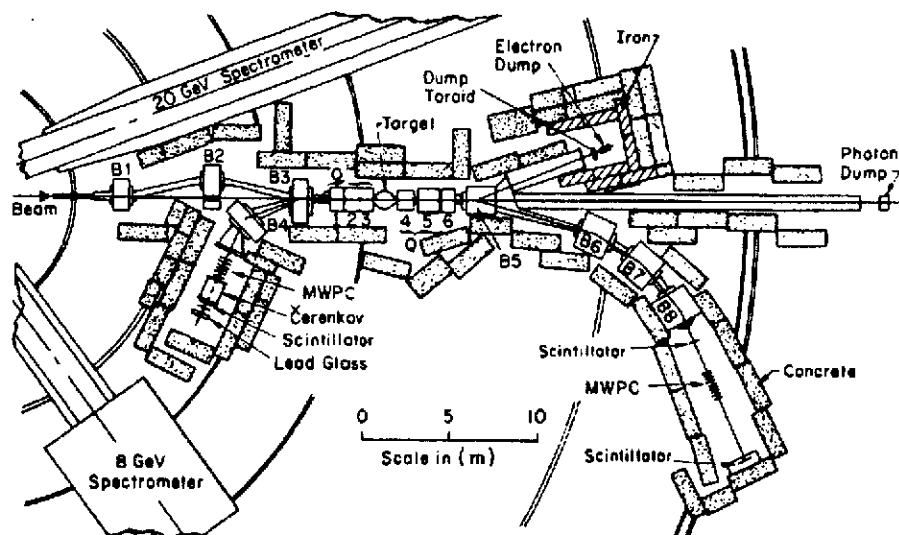 20 GeV Spectrometer
Electron
Dump
Iron
Dump
Toroid
Target
Photon
Dump
B1
B2
B3
Q
Beam
B4
1 2 3
4 5 6
Q
B5
B6
B7
B8
MWPC
Čerenkov
Scintillator
Lead Glass
Scintillator
MWPC
Concrete
Scintillator
0 5 10
Scale in (m)
8 GeV
Spectrometer